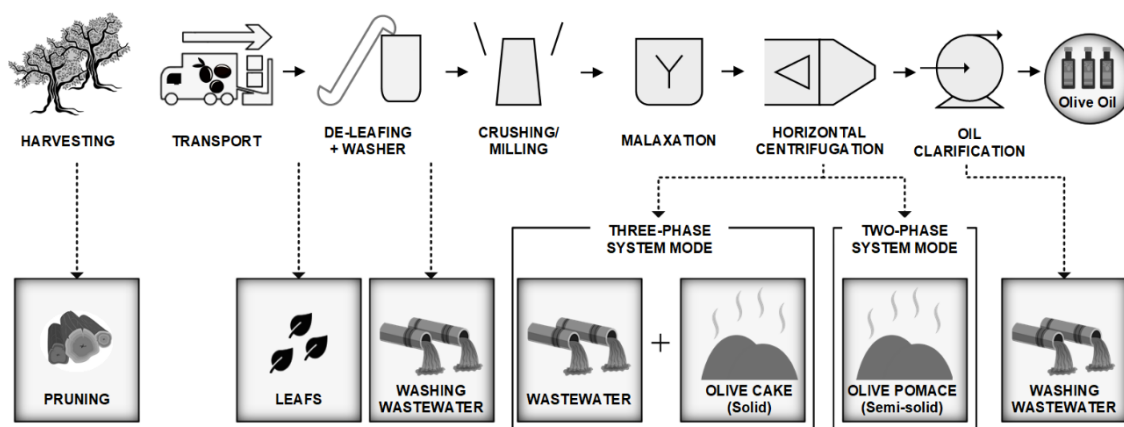 Olive Oil
HARVESTING
TRANSPORT
DE-LEAFING
+ WASHER
CRUSHING/
MILLING
MALAXATION
HORIZONTAL
CENTRIFUGATION
OIL
CLARIFICATION
THREE-PHASE
SYSTEM MODE
TWO-PHASE
SYSTEM MODE
PRUNING
LEAFS
WASHING
WASTEWATER
WASTEWATER
+
OLIVE CAKE
(Solid)
OLIVE POMACE
(Semi-solid)
WASHING
WASTEWATER